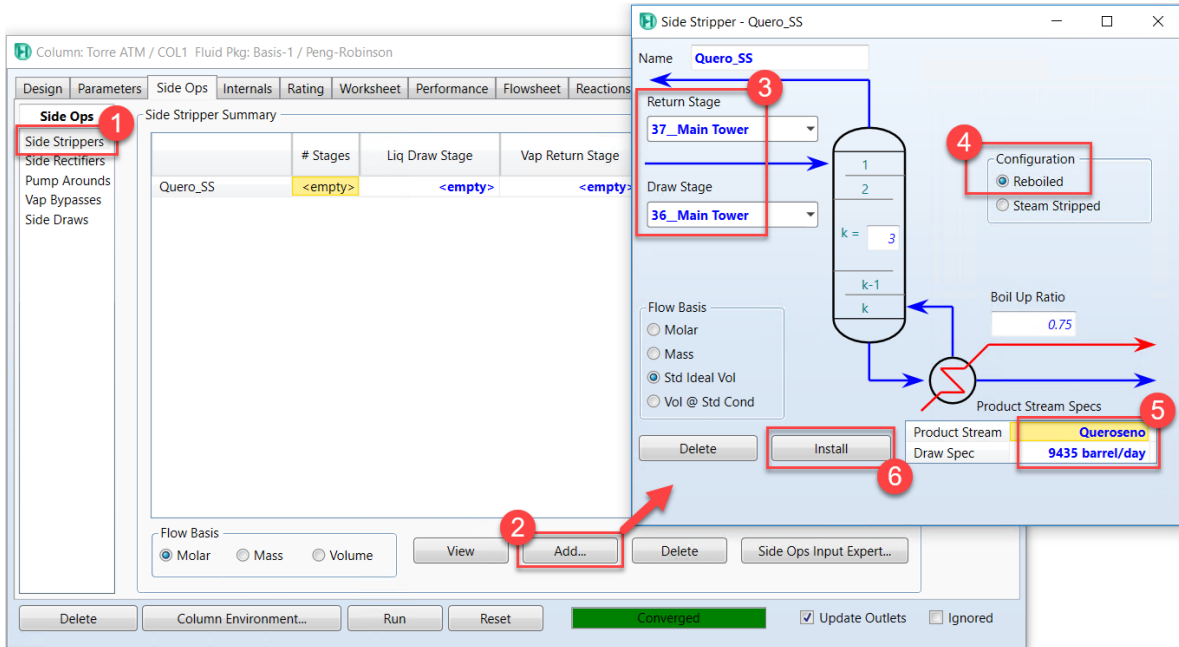 Column: Torre ATM / COL1 Fluid Pkg: Basis-1 / Peng-Robinson
Design Parameters Side Ops Internals Rating Worksheet Performance Flowsheet Reactions
Side Ops
1
Side Strippers
Side Rectifiers
Pump Arounds
Vap Bypasses
Side Draws
Side Stripper Summary
# Stages Liq Draw Stage Vap Return Stage
Quero_SS <empty> <empty> <empty>
Flow Basis
Molar Mass Volume
2
View Add... Delete Side Ops Input Expert...
Delete Column Environment... Run Reset Converged Update Outlets Ignored
Side Stripper - Quero_SS
Name Quero_SS
3
Return Stage
37__Main Tower
Draw Stage
36__Main Tower
1
2
k = 3
k-1
k
4
Configuration
Reboiled
Steam Stripped
Flow Basis
Molar
Mass
Std Ideal Vol
Vol @ Std Cond
Boil Up Ratio
0.75
Product Stream Specs
5
Product Stream Queroseno
Draw Spec 9435 barrel/day
Delete Install
6